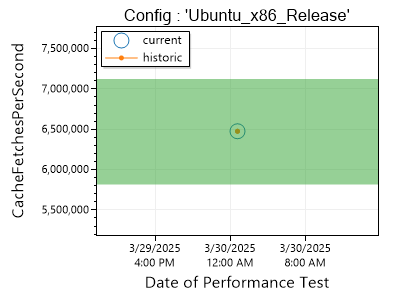 Config : 'Ubuntu_x86_Release'
current
historic
CacheFetchesPerSecond
7,500,000
7,000,000
6,500,000
6,000,000
5,500,000
3/29/2025
4:00 PM
3/30/2025
12:00 AM
3/30/2025
8:00 AM
Date of Performance Test